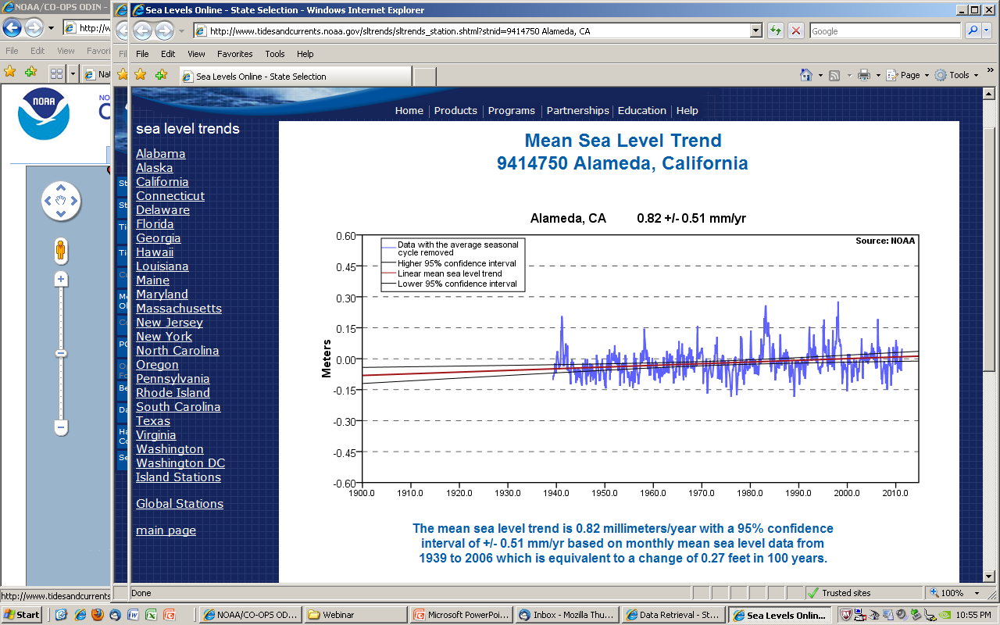 NOAA/CO-OPS ODIN -
Sea Levels Online - State Selection - Windows Internet Explorer
http://w
http://www.tidesandcurrents.noaa.gov/sltrends/sltrends_station.shtml?stnid=9414750 Alameda, CA
Google
File Edit View Favori
File Edit View Favorites Tools Help
Sea Levels Online - State Selection
Page Tools
NOAA
Home Products Programs Partnerships Education Help
sea level trends
Alabama
Alaska
California
Connecticut
Delaware
Florida
Georgia
Hawaii
Louisiana
Maine
Maryland
Massachusetts
New Jersey
New York
North Carolina
Oregon
Pennsylvania
Rhode Island
South Carolina
Texas
Virginia
Washington
Washington DC
Island Stations
Global Stations
main page
Mean Sea Level Trend
9414750 Alameda, California
Alameda, CA 0.82 +/- 0.51 mm/yr
Source: NOAA
Data with the average seasonal
cycle removed
Higher 95% confidence interval
Linear mean sea level trend
Lower 95% confidence interval
Meters
0.60
0.45
0.30
0.15
0.00
-0.15
-0.30
-0.45
-0.60
1900.0 1910.0 1920.0 1930.0 1940.0 1950.0 1960.0 1970.0 1980.0 1990.0 2000.0 2010.0
The mean sea level trend is 0.82 millimeters/year with a 95% confidence
interval of +/- 0.51 mm/yr based on monthly mean sea level data from
1939 to 2006 which is equivalent to a change of 0.27 feet in 100 years.
http://www.tidesandcurrents
Done Trusted sites 100%
Start NOAA/CO-OPS OD... Webinar Microsoft PowerPoi... Inbox - Mozilla Thu... Data Retrieval - St... Sea Levels Onlin... 10:55 PM